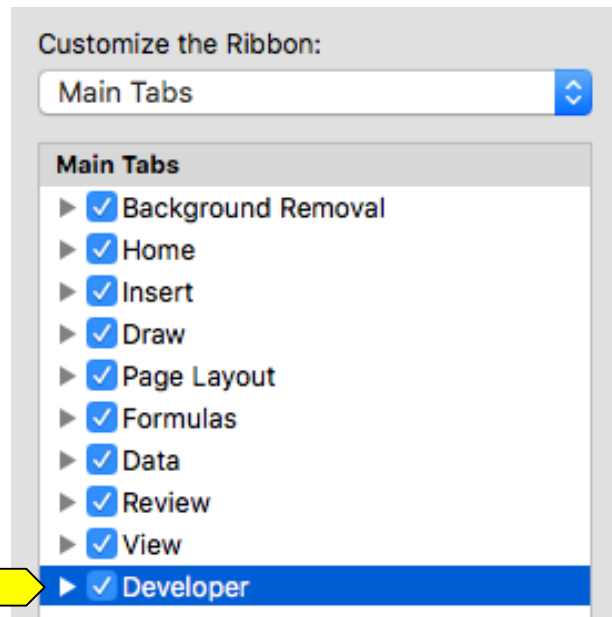 Customize the Ribbon:
Main Tabs
Main Tabs
Background Removal
Home
Insert
Draw
Page Layout
Formulas
Data
Review
View
Developer